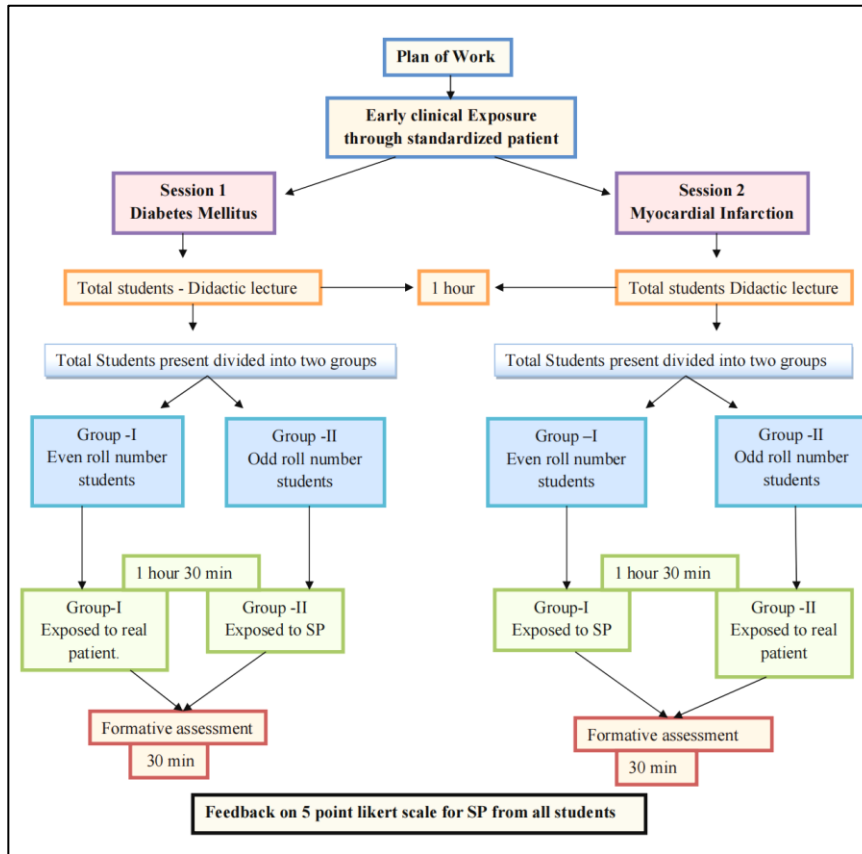 Plan of Work
Early clinical Exposure
through standardized patient
Session 1
Diabetes Mellitus
Session 2
Myocardial Infarction
Total students - Didactic lecture
1 hour
Total students Didactic lecture
Total Students present divided into two groups
Total Students present divided into two groups
Group -I
Even roll number
students
Group -II
Odd roll number
students
Group –I
Even roll number
students
Group -II
Odd roll number
students
1 hour 30 min
Group-I
Exposed to real
patient.
Group -II
Exposed to SP
1 hour 30 min
Group-I
Exposed to SP
Group -II
Exposed to real
patient
Formative assessment
30 min
Formative assessment
30 min
Feedback on 5 point likert scale for SP from all students